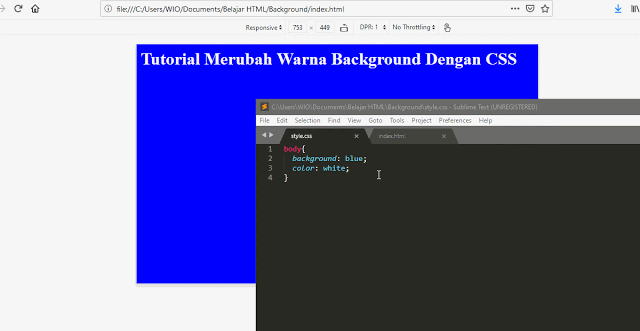 file:///C:/Users/WIO/Documents/Belajar HTML/Background/index.html
Responsive 753 × 449 DPR: 1 No Throttling
Tutorial Merubah Warna Background Dengan CSS
C:\Users\WIO\Documents\Belajar HTML\Background\style.css - Sublime Text (UNREGISTERED)
File Edit Selection Find View Goto Tools Project Preferences Help
style.css × index.html ×
1 body{
2 background: blue;
3 color: white;
4 }